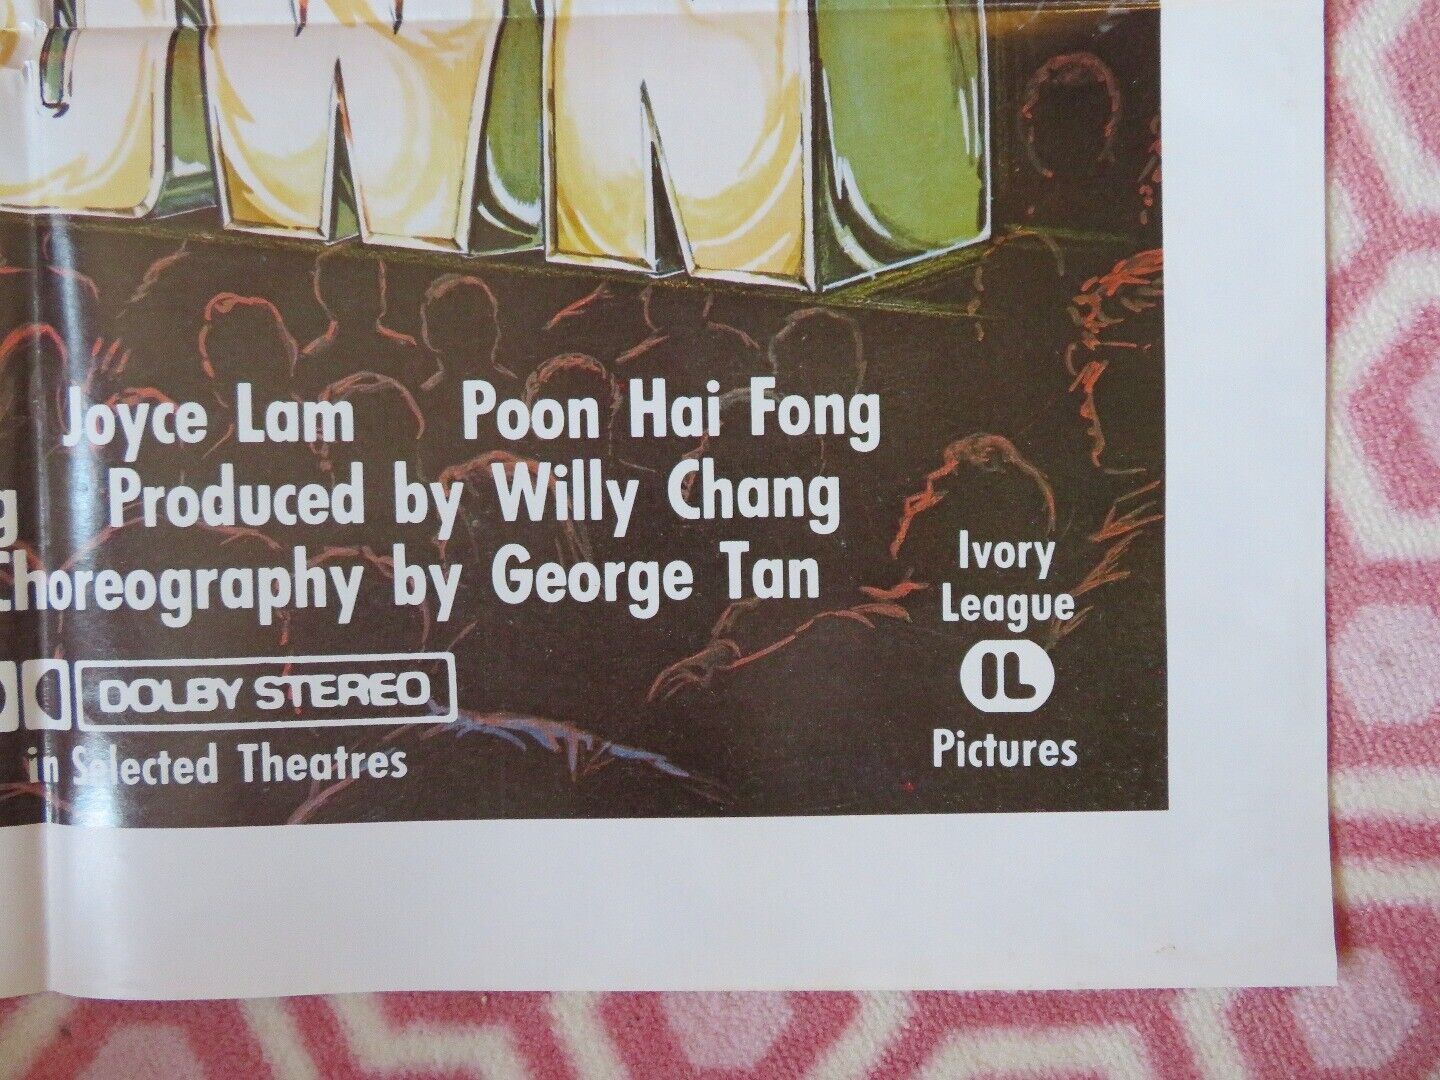 Joyce Lam Poon Hai Fong
g Produced by Willy Chang
Choreography by George Tan
DOLBY STEREO
in Selected Theatres
Ivory
League
IL
Pictures